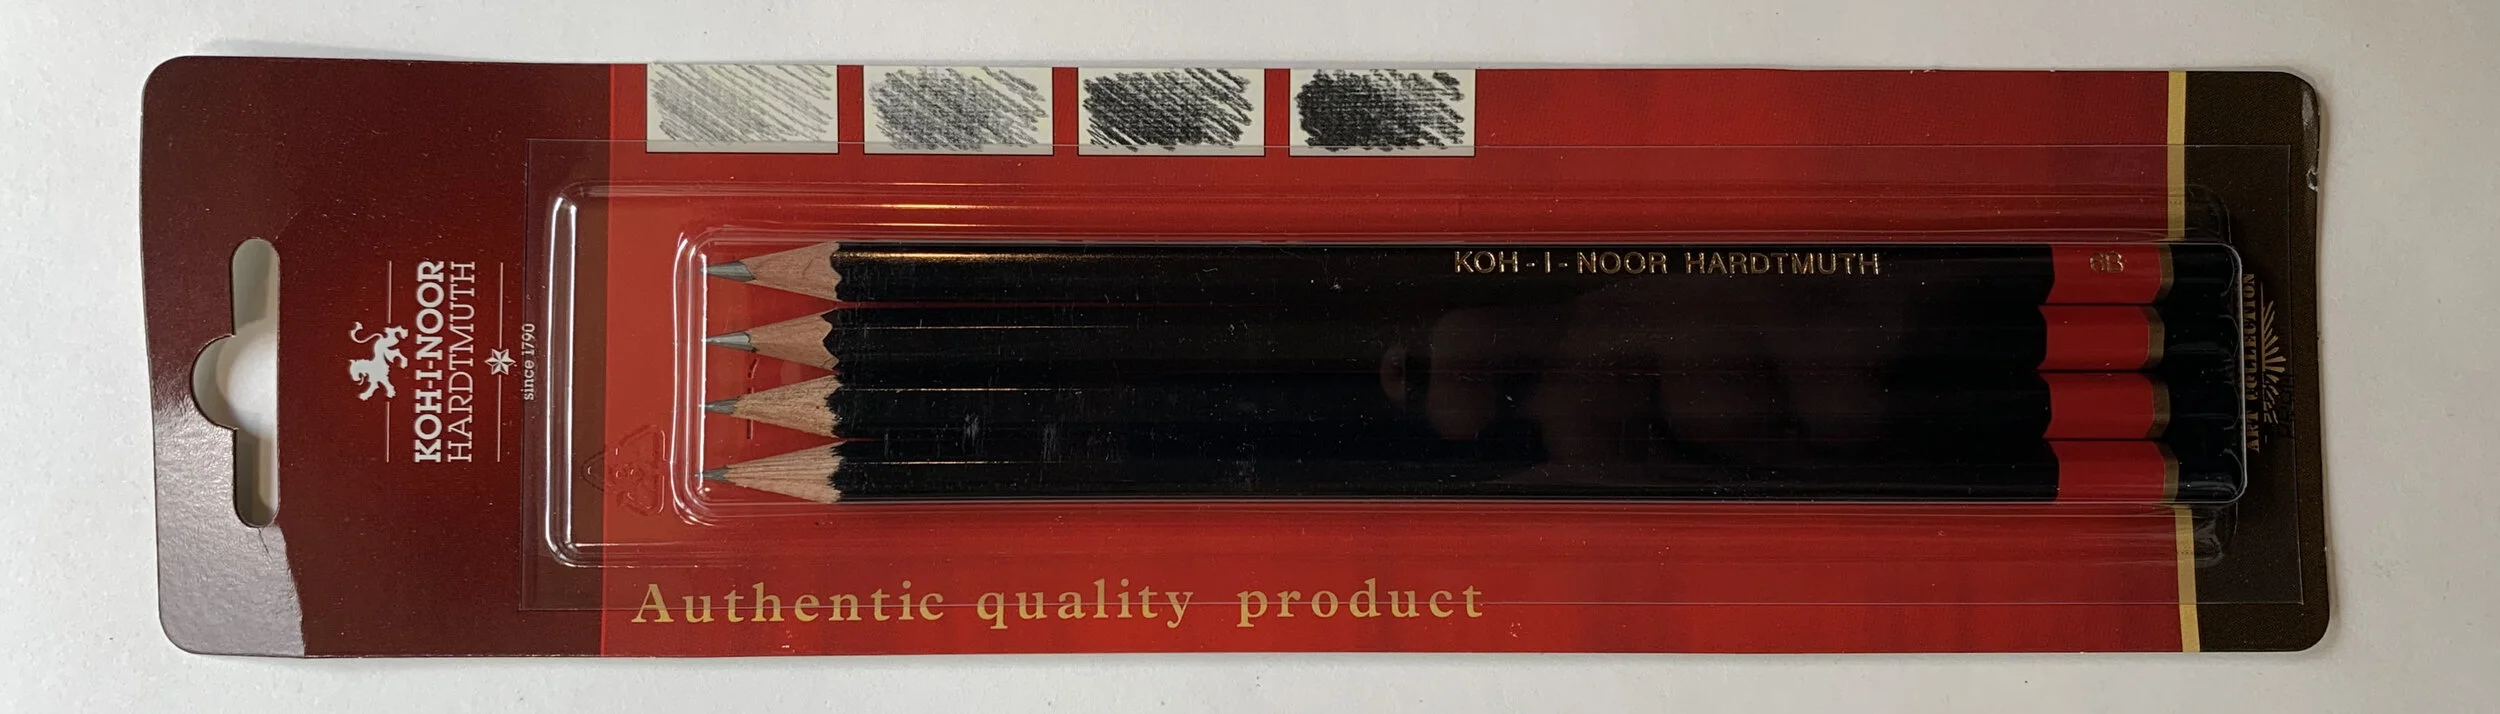 KOH-I-NOOR
HARDTMUTH
since 1790
KOH-I-NOOR HARDTMUTH
6B
ART COLLECTION
Authentic quality product